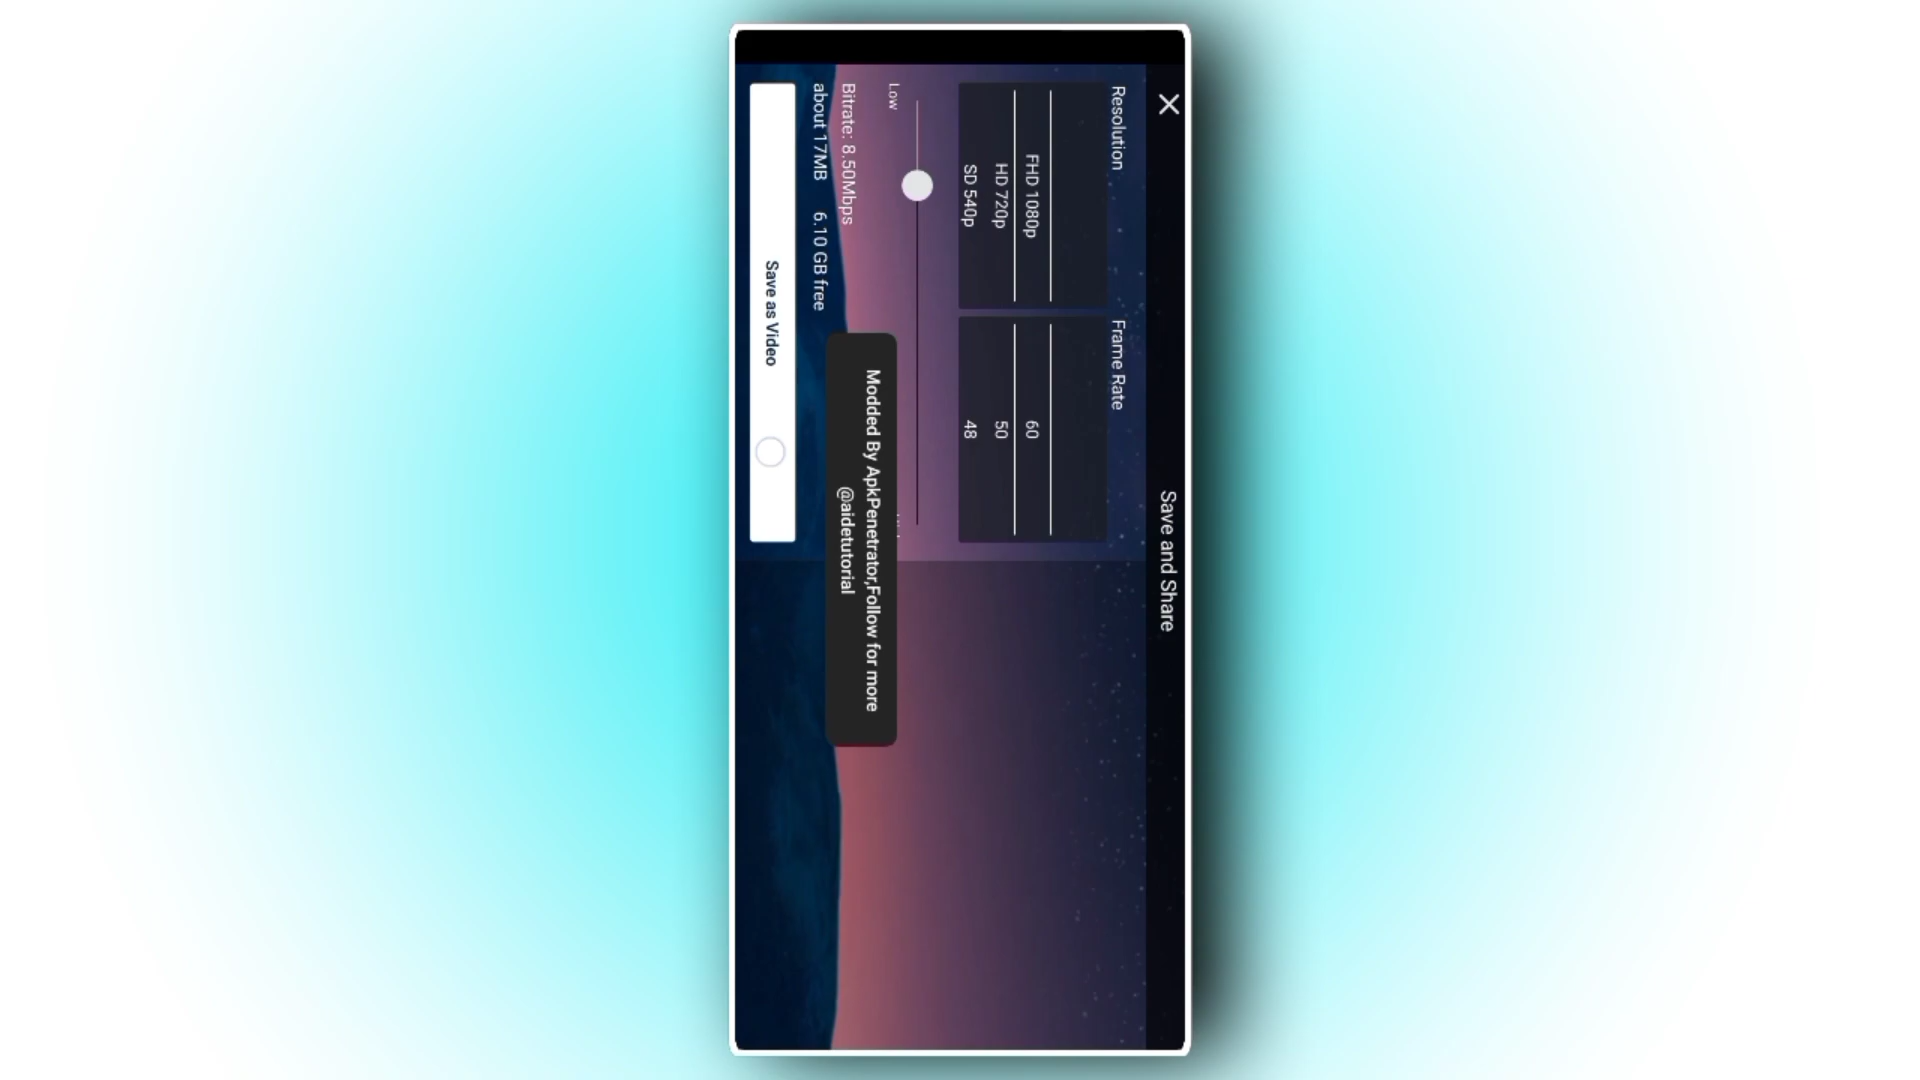 Save and Share
Resolution
Frame Rate
FHD 1080p
HD 720p
SD 540p
60
50
48
Low
Bitrate: 8.50Mbps
about 17MB 6.10 GB free
Modded By ApkPenetrator,Follow for more
@aidetutorial
Save as Video